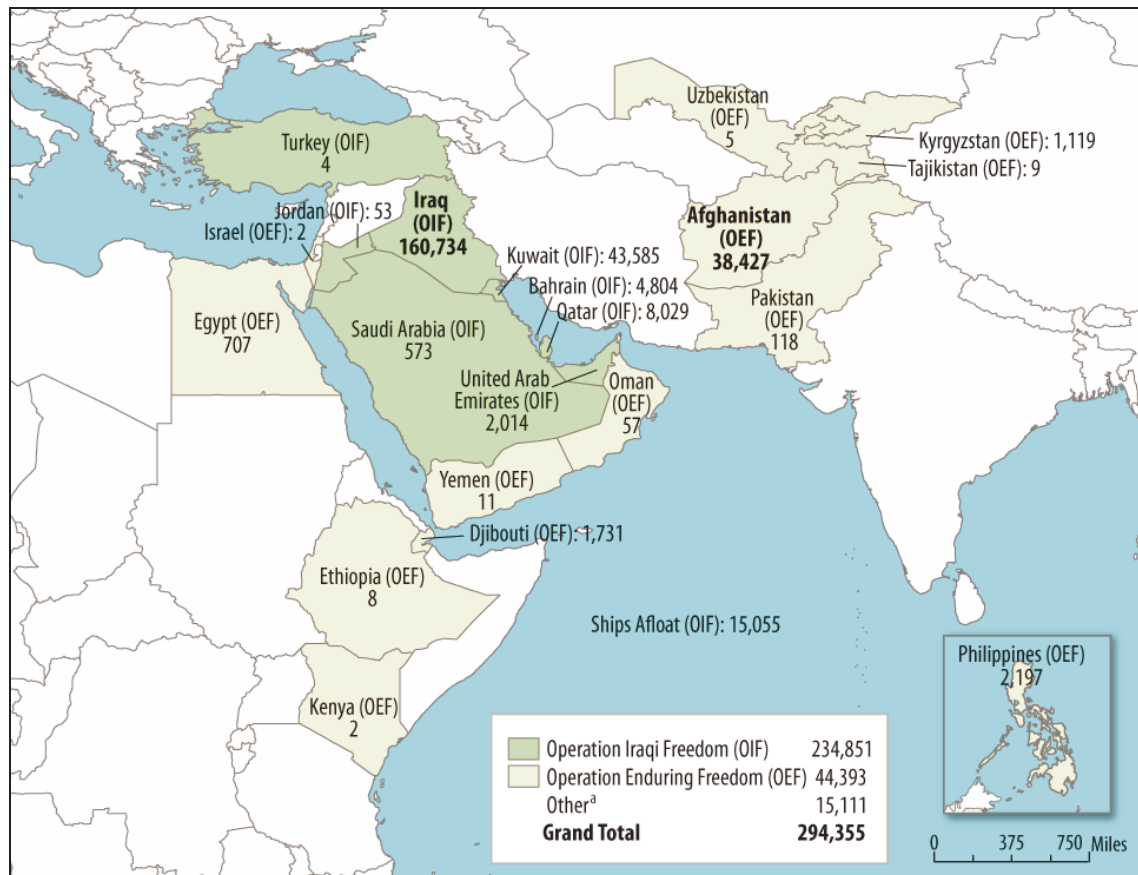 Uzbekistan
(OEF)
5
Kyrgyzstan (OEF): 1,119
Tajikistan (OEF): 9
Turkey (OIF)
4
Jordan (OIF): 53
Israel (OEF): 2
Iraq
(OIF)
160,734
Afghanistan
(OEF)
38,427
Kuwait (OIF): 43,585
Bahrain (OIF): 4,804
Qatar (OIF): 8,029
Pakistan
(OEF)
118
Egypt (OEF)
707
Saudi Arabia (OIF)
573
United Arab
Emirates (OIF)
2,014
Oman
(OEF)
57
Yemen (OEF)
11
Djibouti (OEF): 1,731
Ethiopia (OEF)
8
Ships Afloat (OIF): 15,055
Kenya (OEF)
2
Philippines (OEF)
2,197
Operation Iraqi Freedom (OIF) 234,851
Operation Enduring Freedom (OEF) 44,393
Otherᵃ 15,111
Grand Total 294,355
0 375 750 Miles